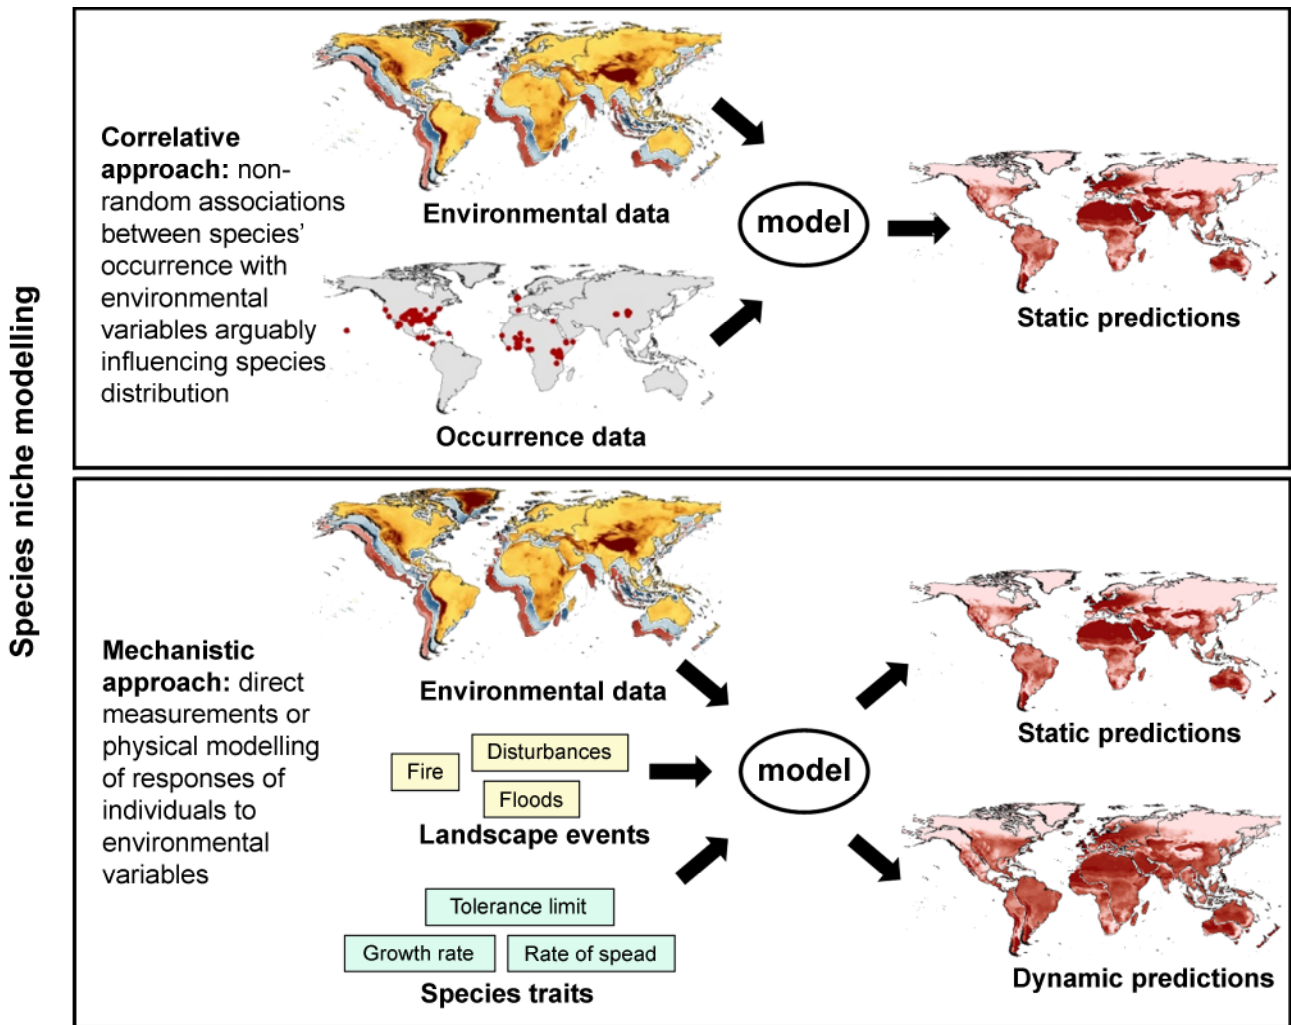 Species niche modelling
Correlative
approach: non-
random associations
between species’
occurrence with
environmental
variables arguably
influencing species
distribution
Environmental data
Occurrence data
model
Static predictions
Mechanistic
approach: direct
measurements or
physical modelling
of responses of
individuals to
environmental
variables
Environmental data
Fire
Disturbances
Floods
Landscape events
Tolerance limit
Growth rate
Rate of spead
Species traits
model
Static predictions
Dynamic predictions